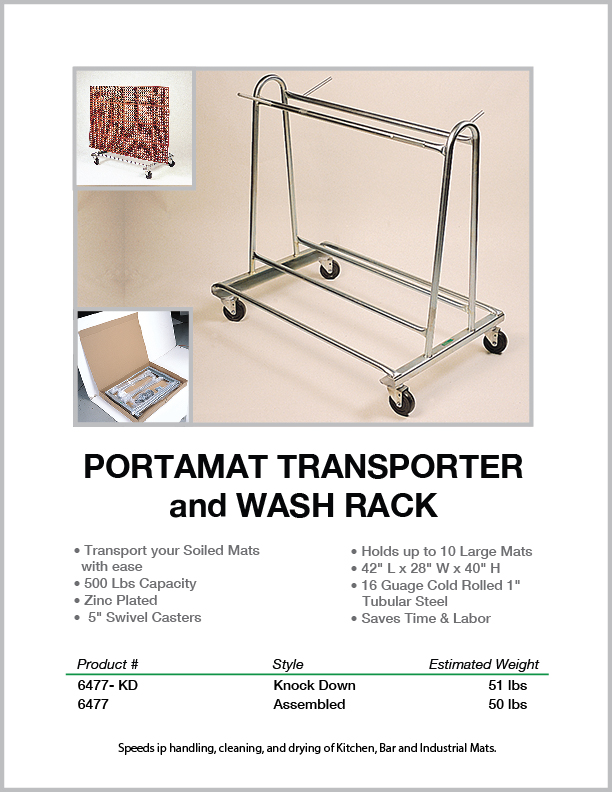 PORTAMAT TRANSPORTER
and WASH RACK
• Transport your Soiled Mats
with ease
• 500 Lbs Capacity
• Zinc Plated
• 5" Swivel Casters
• Holds up to 10 Large Mats
• 42" L x 28" W x 40" H
• 16 Guage Cold Rolled 1"
Tubular Steel
• Saves Time & Labor
Product # Style Estimated Weight
6477- KD Knock Down 51 lbs
6477 Assembled 50 lbs
Speeds ip handling, cleaning, and drying of Kitchen, Bar and Industrial Mats.